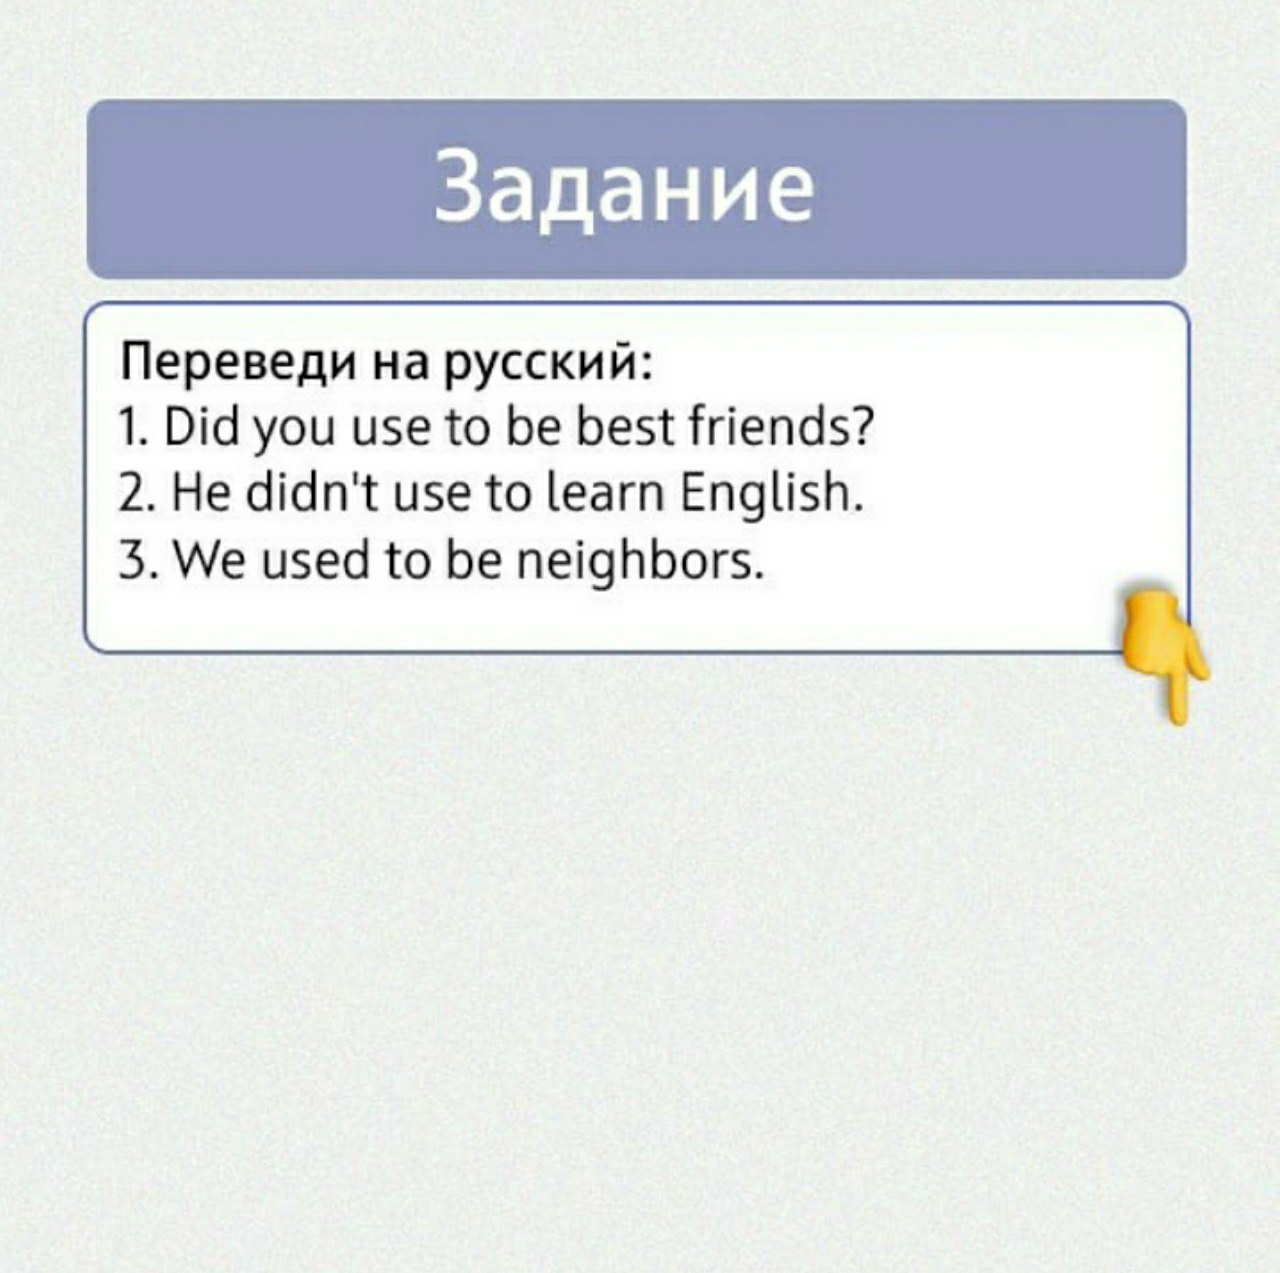 Задание
Переведи на русский:
1. Did you use to be best friends?
2. He didn't use to learn English.
3. We used to be neighbors.